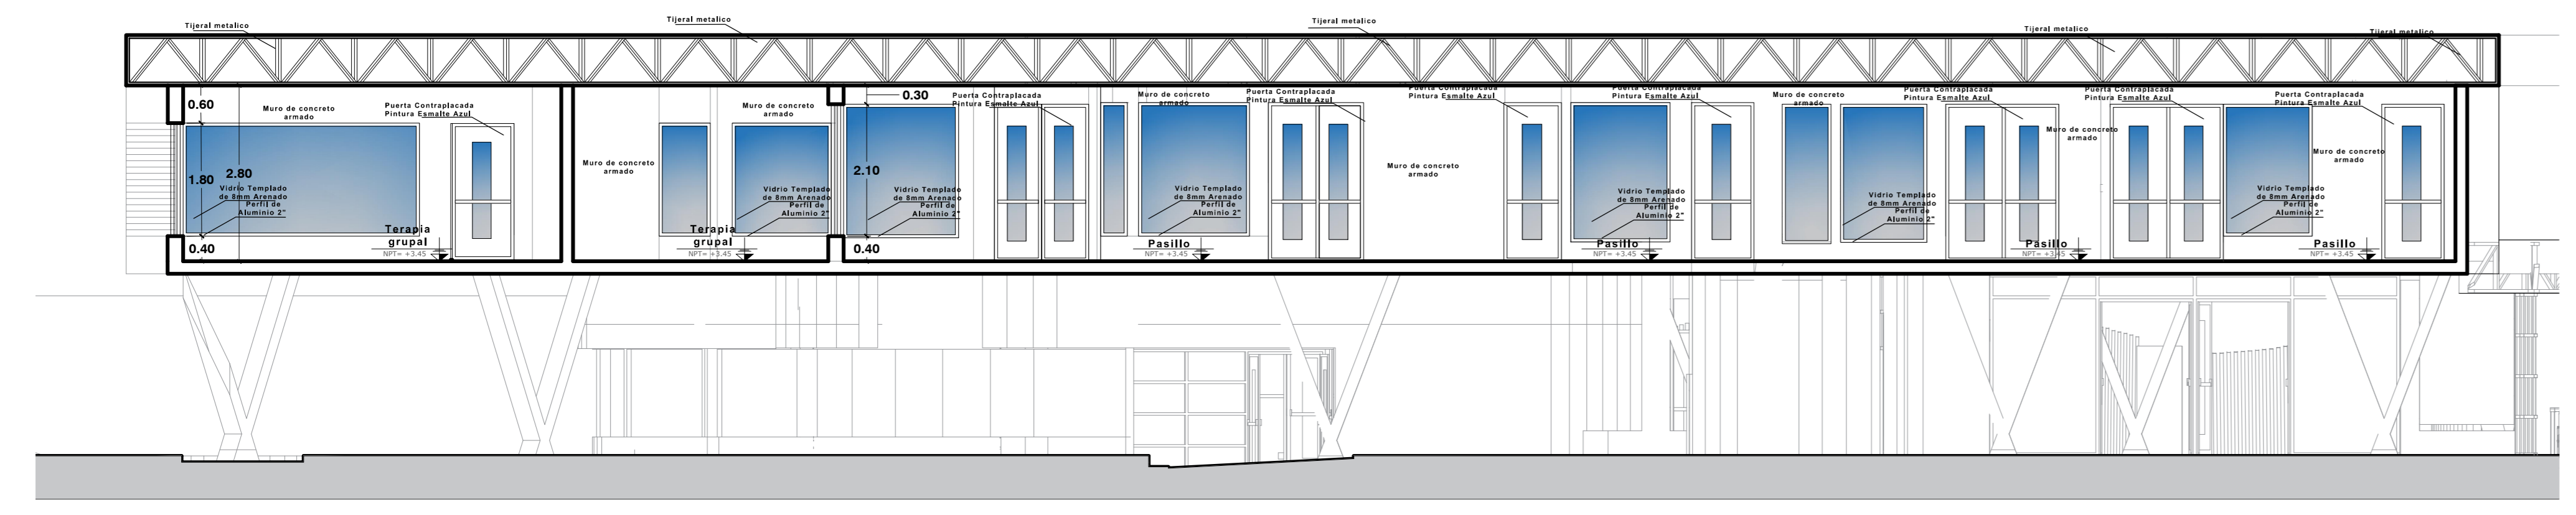 Tijeral metalico
Tijeral metalico
Tijeral metalico
Tijeral metalico
Tijeral metalico
0.60
Muro de concreto
armado
Puerta Contraplacada
Pintura Esmalte Azul
Muro de concreto
armado
0.30
Puerta Contraplacada
Pintura Esmalte Azul
Muro de concreto
armado
Puerta Contraplacada
Pintura Esmalte Azul
Puerta Contraplacada
Pintura Esmalte Azul
Puerta Contraplacada
Pintura Esmalte Azul
Muro de concreto
armado
Puerta Contraplacada
Pintura Esmalte Azul
Puerta Contraplacada
Pintura Esmalte Azul
Puerta Contraplacada
Pintura Esmalte Azul
Muro de concreto
armado
Muro de concreto
armado
Muro de concreto
armado
Muro de concreto
armado
1.80
2.80
2.10
Vidrio Templado
de 8mm Arenado
Perfil de
Aluminio 2"
Vidrio Templado
de 8mm Arenado
Perfil de
Aluminio 2"
Vidrio Templado
de 8mm Arenado
Perfil de
Aluminio 2"
Vidrio Templado
de 8mm Arenado
Perfil de
Aluminio 2"
Vidrio Templado
de 8mm Arenado
Perfil de
Aluminio 2"
Vidrio Templado
de 8mm Arenado
Perfil de
Aluminio 2"
Vidrio Templado
de 8mm Arenado
Perfil de
Aluminio 2"
0.40
Terapia
grupal
NPT= +3.45
Terapia
grupal
NPT= +3.45
0.40
Pasillo
NPT= +3.45
Pasillo
NPT= +3.45
Pasillo
NPT= +3.45
Pasillo
NPT= +3.45